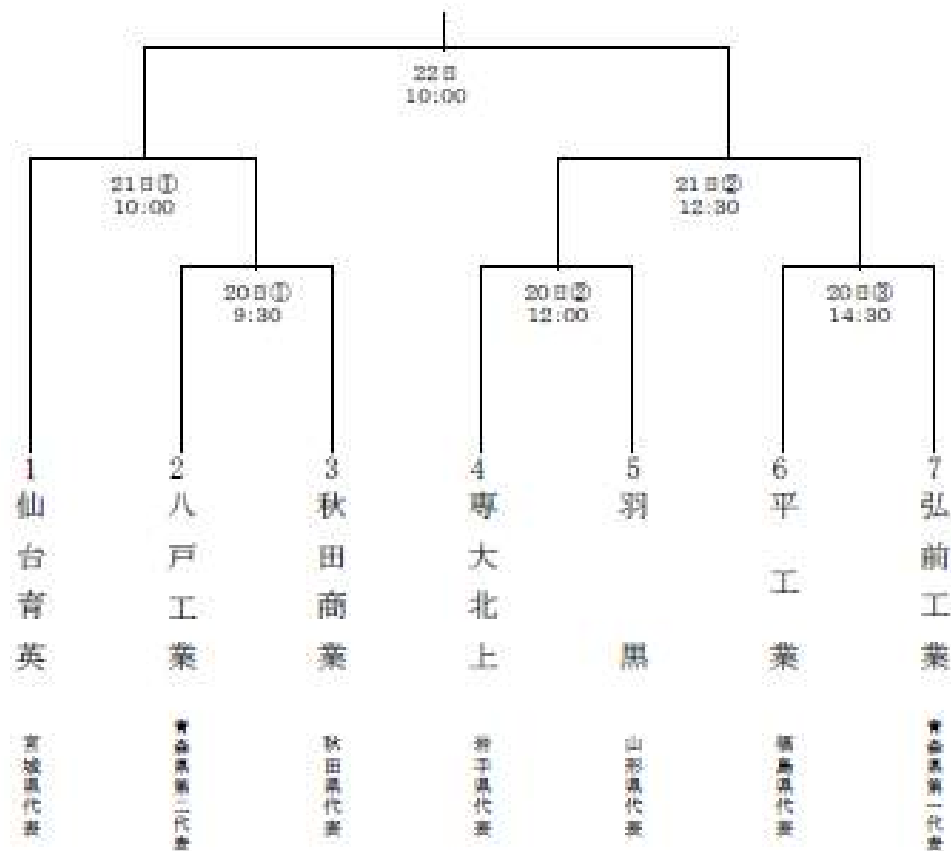 22日
10:00
21日①
10:00
21日②
12:30
20日①
9:30
20日②
12:00
20日③
14:30
1
仙台育英
宮城県代表
2
八戸工業
青森県第二代表
3
秋田商業
秋田県代表
4
専大北上
岩手県代表
5
羽黒
山形県代表
6
平工業
福島県代表
7
弘前工業
青森県第一代表